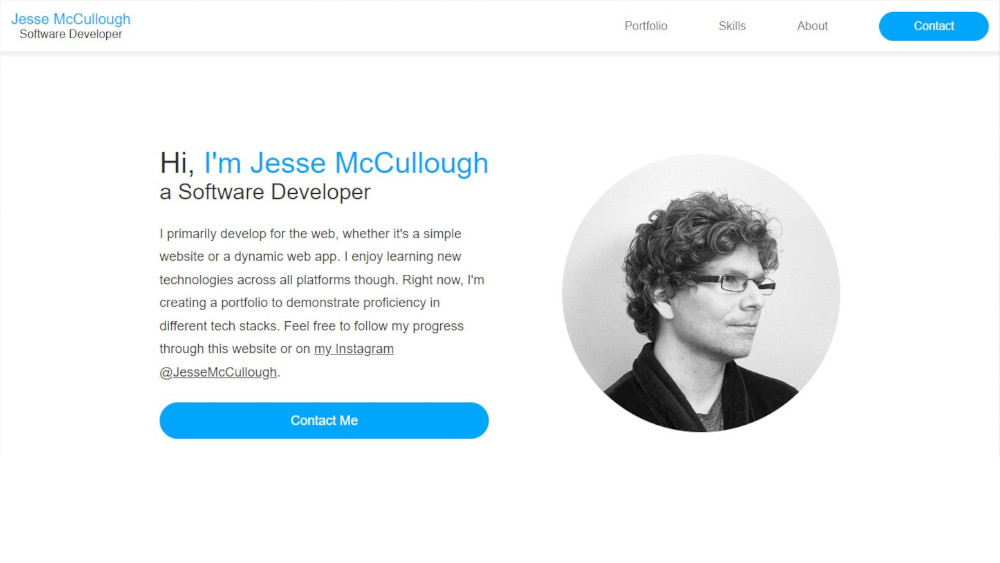 Jesse McCullough
Software Developer
Portfolio
Skills
About
Contact
Hi, I'm Jesse McCullough
a Software Developer
I primarily develop for the web, whether it's a simple
website or a dynamic web app. I enjoy learning new
technologies across all platforms though. Right now, I'm
creating a portfolio to demonstrate proficiency in
different tech stacks. Feel free to follow my progress
through this website or on my Instagram
@JesseMcCullough.
Contact Me